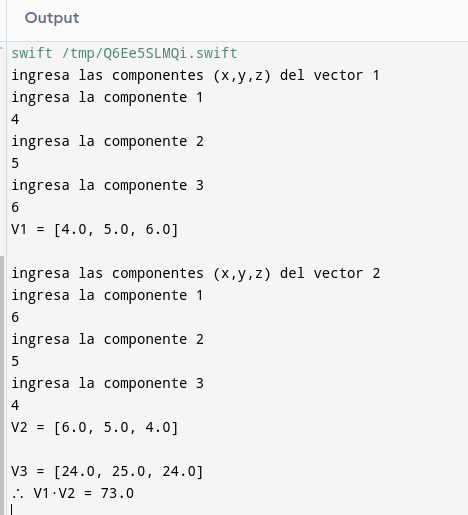 Output
swift /tmp/Q6Ee5SLMQi.swift
ingresa las componentes (x,y,z) del vector 1
ingresa la componente 1
4
ingresa la componente 2
5
ingresa la componente 3
6
V1 = [4.0, 5.0, 6.0]
ingresa las componentes (x,y,z) del vector 2
ingresa la componente 1
6
ingresa la componente 2
5
ingresa la componente 3
4
V2 = [6.0, 5.0, 4.0]
V3 = [24.0, 25.0, 24.0]
∴ V1·V2 = 73.0